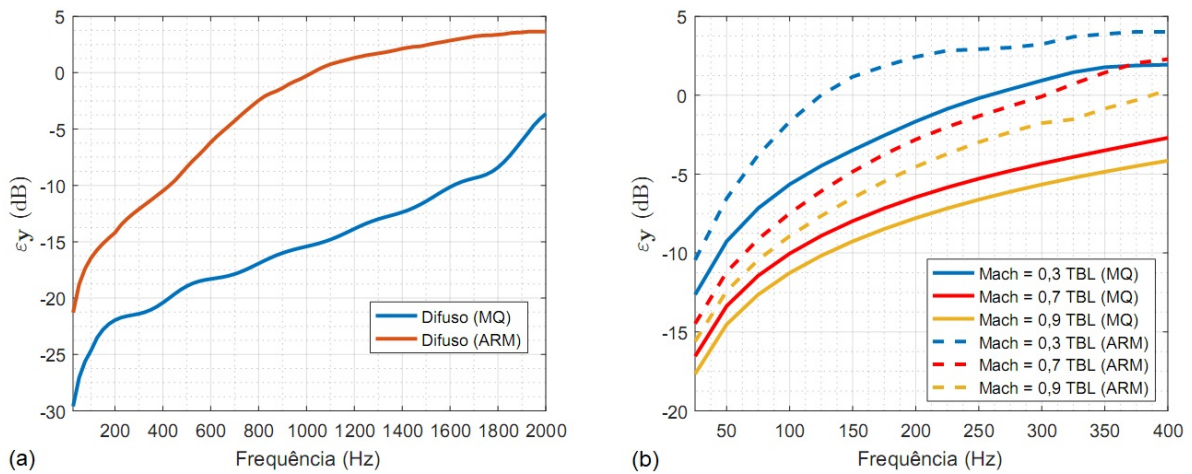 5
0
-5
-10
-15
-20
-25
-30
εy (dB)
200 400 600 800 1000 1200 1400 1600 1800 2000
Frequência (Hz)
Difuso (MQ)
Difuso (ARM)
(a)
5
0
-5
-10
-15
-20
εy (dB)
50 100 150 200 250 300 350 400
Frequência (Hz)
Mach = 0,3 TBL (MQ)
Mach = 0,7 TBL (MQ)
Mach = 0,9 TBL (MQ)
Mach = 0,3 TBL (ARM)
Mach = 0,7 TBL (ARM)
Mach = 0,9 TBL (ARM)
(b)